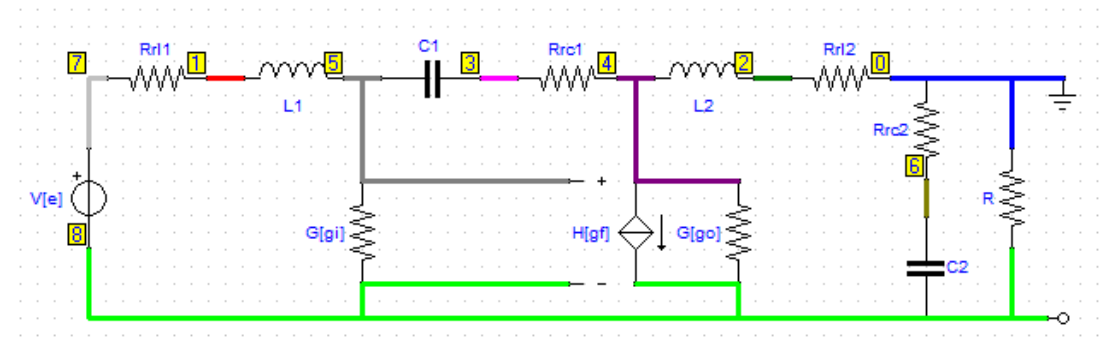 Rrl1 C1 Rrc1
7 1 5 3 4 2 Rrl2 0
L1 L2
Rrc2
6
+ +
V[e] R
8 G[gi] H[gf] G[go]
C2
-